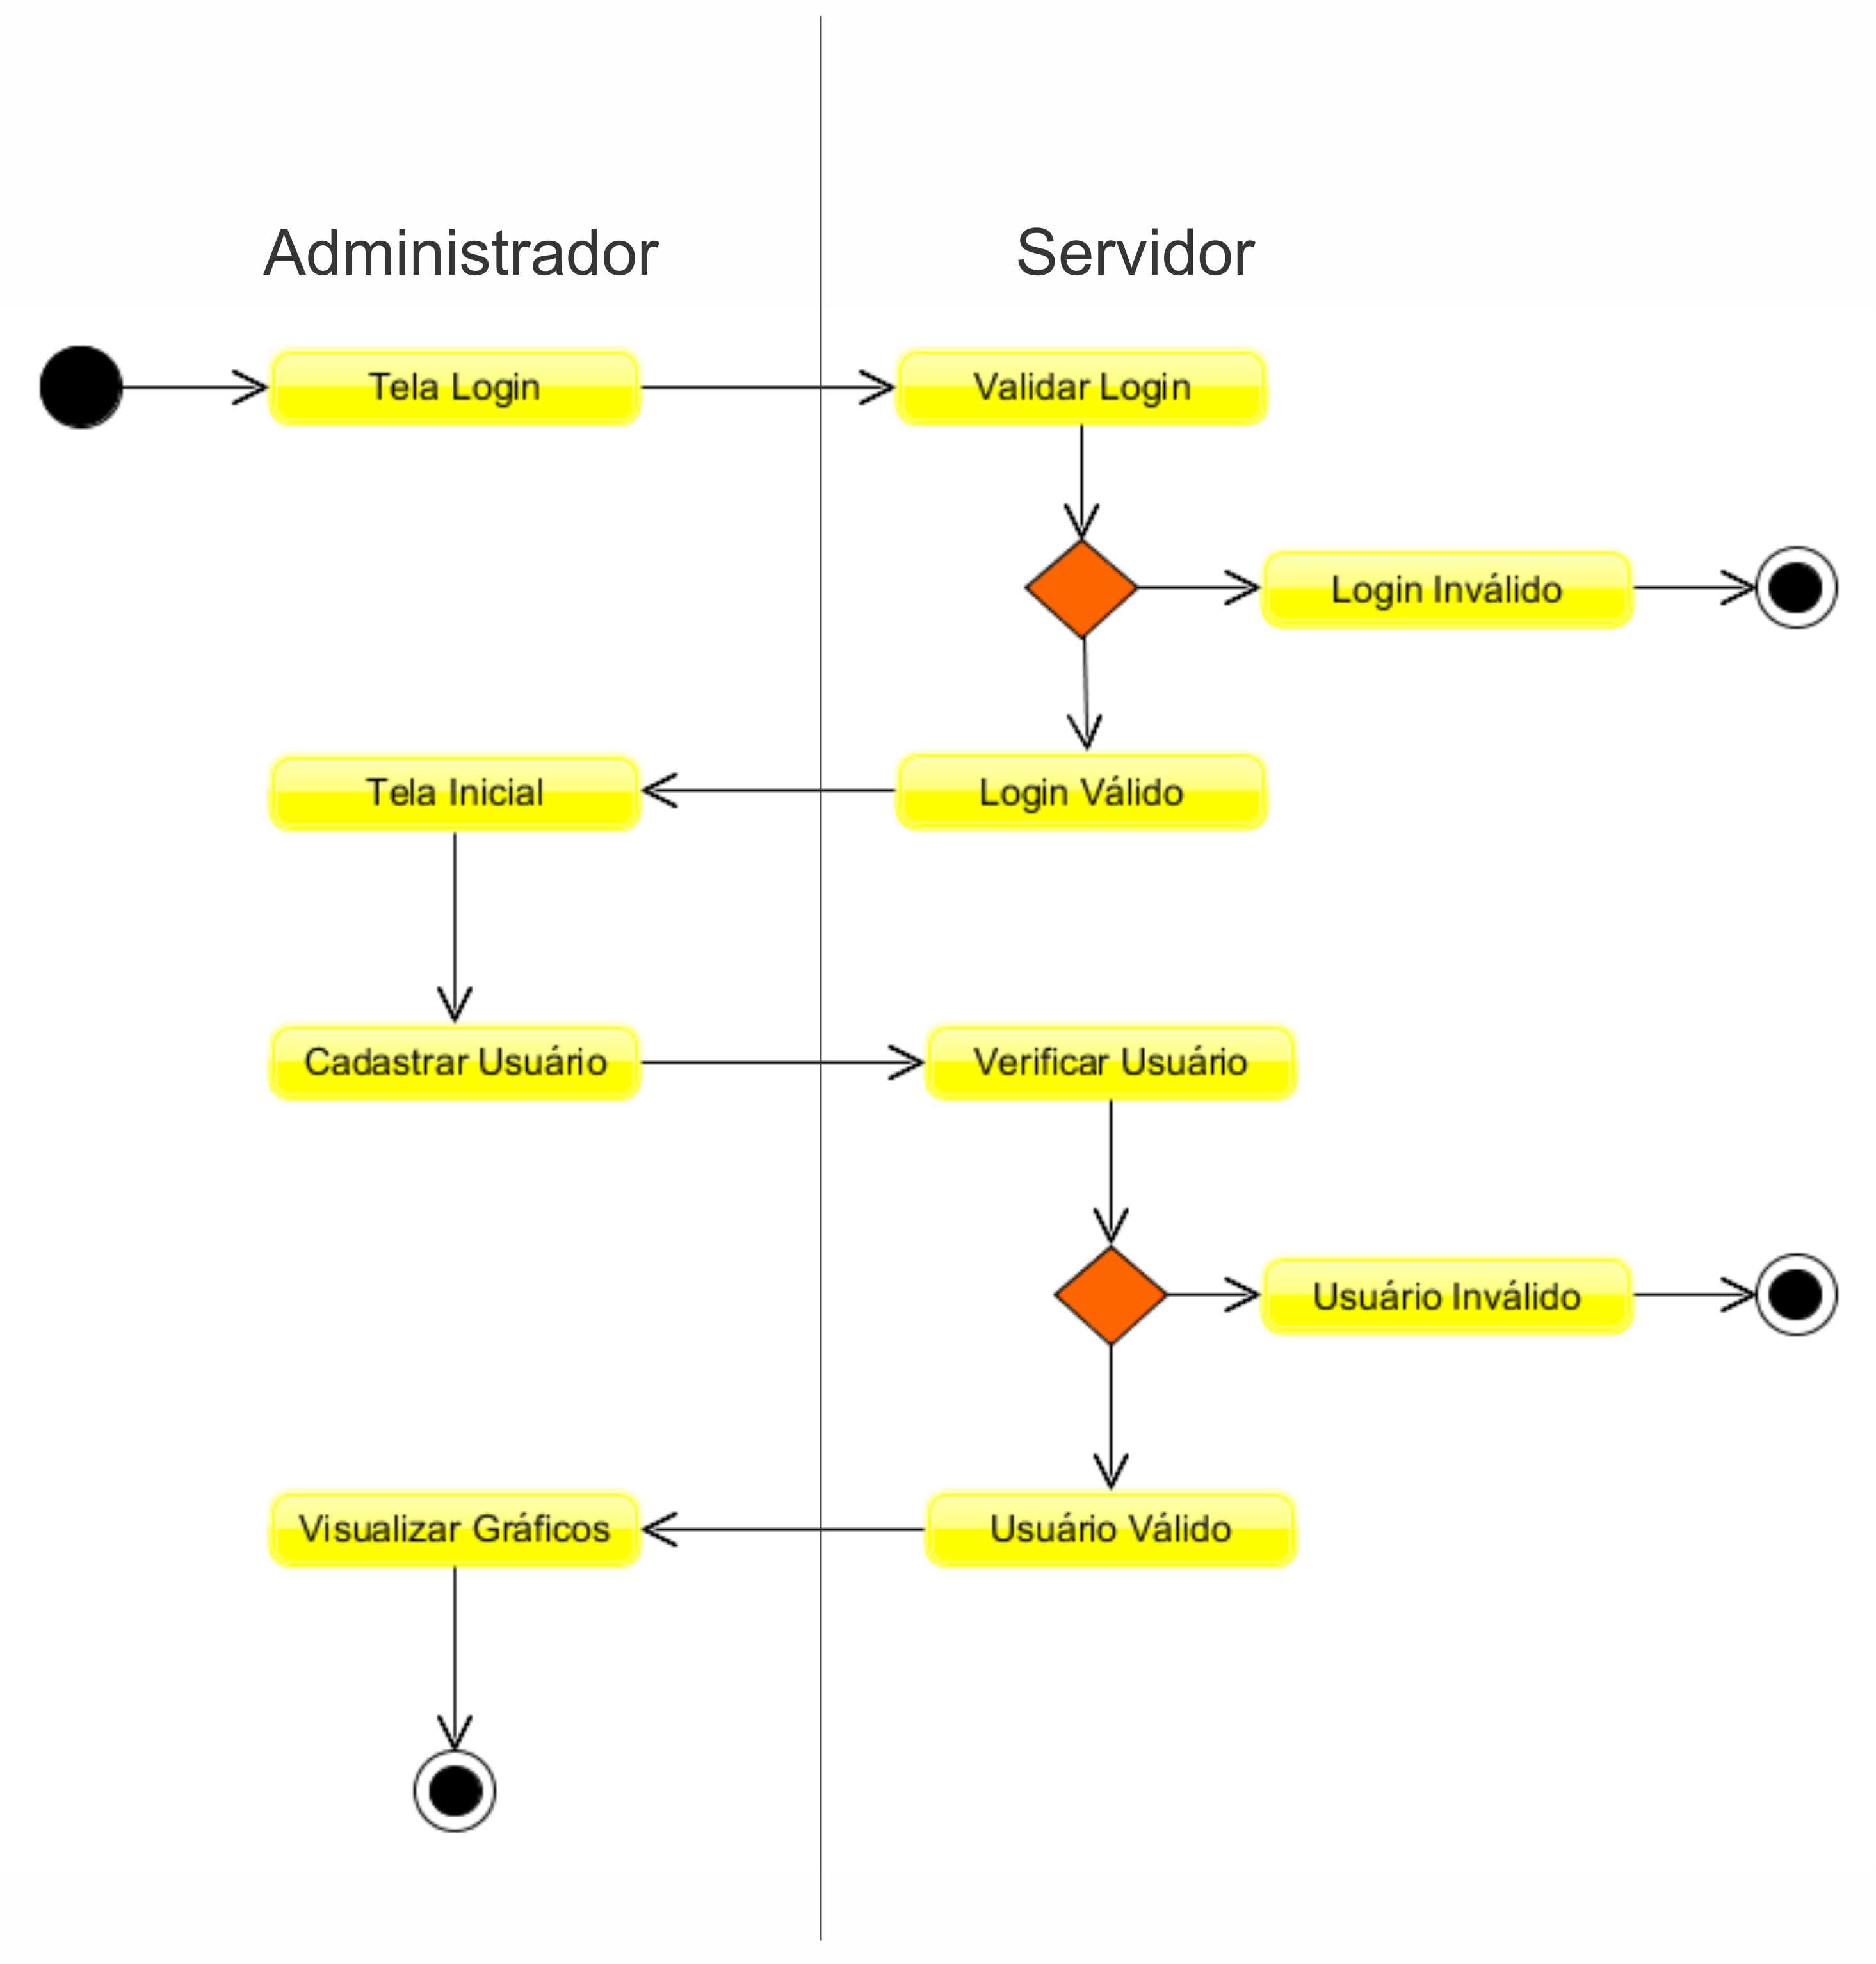 Administrador
Servidor
Tela Login
Validar Login
Login Inválido
Tela Inicial
Login Válido
Cadastrar Usuário
Verificar Usuário
Usuário Inválido
Visualizar Gráficos
Usuário Válido